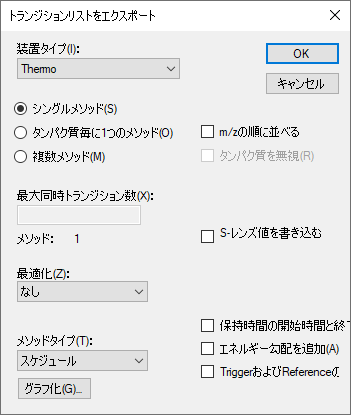 トランジションリストをエクスポート
装置タイプ(I):
Thermo
OK
キャンセル
シングルメソッド(S)
タンパク質毎に1つのメソッド(O)
m/zの順に並べる
複数メソッド(M)
タンパク質を無視(R)
最大同時トランジション数(X):
メソッド: 1
S-レンズ値を書き込む
最適化(Z):
なし
保持時間の開始時間と終
メソッドタイプ(T):
エネルギー勾配を追加(A)
スケジュール
TriggerおよびReferenceの
グラフ化(G)...